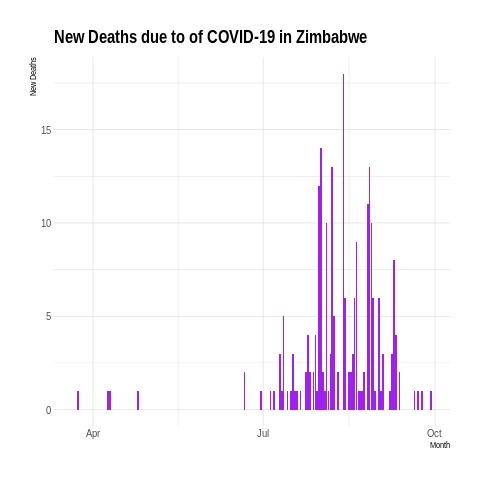 New Deaths due to of COVID-19 in Zimbabwe
New Deaths
15
10
5
0
Apr
Jul
Oct
Month